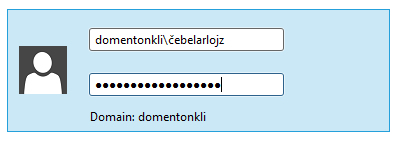 domentonkli\čebelarlojz
●●●●●●●●●●●●●●●●●●
Domain: domentonkli